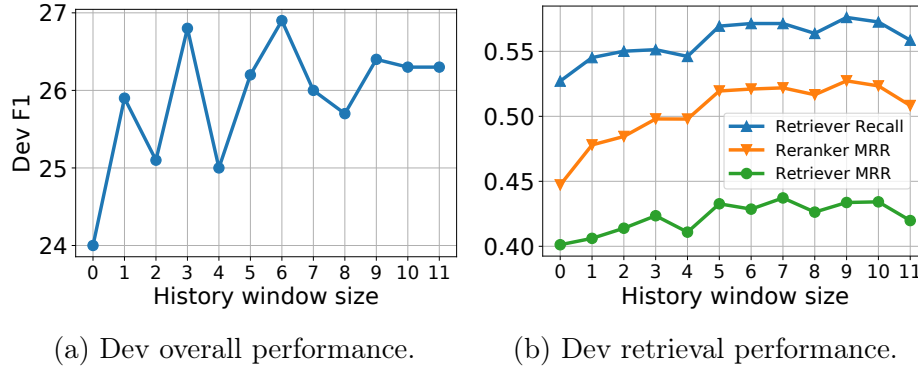 27
26
25
24
Dev F1
0 1 2 3 4 5 6 7 8 9 10 11
History window size
(a) Dev overall performance.
0.55
0.50
0.45
0.40
Retriever Recall
Reranker MRR
Retriever MRR
0 1 2 3 4 5 6 7 8 9 10 11
History window size
(b) Dev retrieval performance.